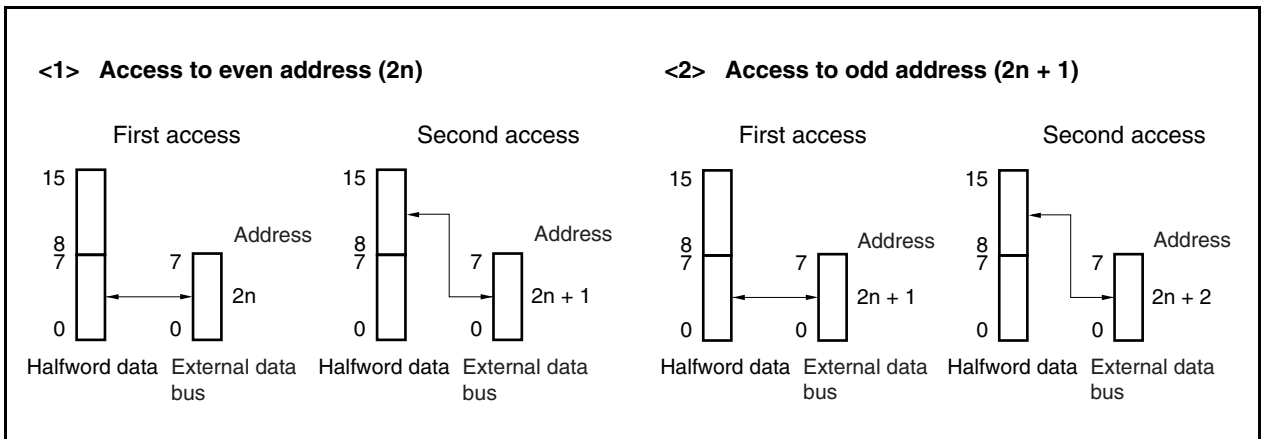 <1> Access to even address (2n)
First access
15
8
7
0
7
0
Address
2n
Halfword data
External data
bus
Second access
15
8
7
0
7
0
Address
2n + 1
Halfword data
External data
bus
<2> Access to odd address (2n + 1)
First access
15
8
7
0
7
0
Address
2n + 1
Halfword data
External data
bus
Second access
15
8
7
0
7
0
Address
2n + 2
Halfword data
External data
bus